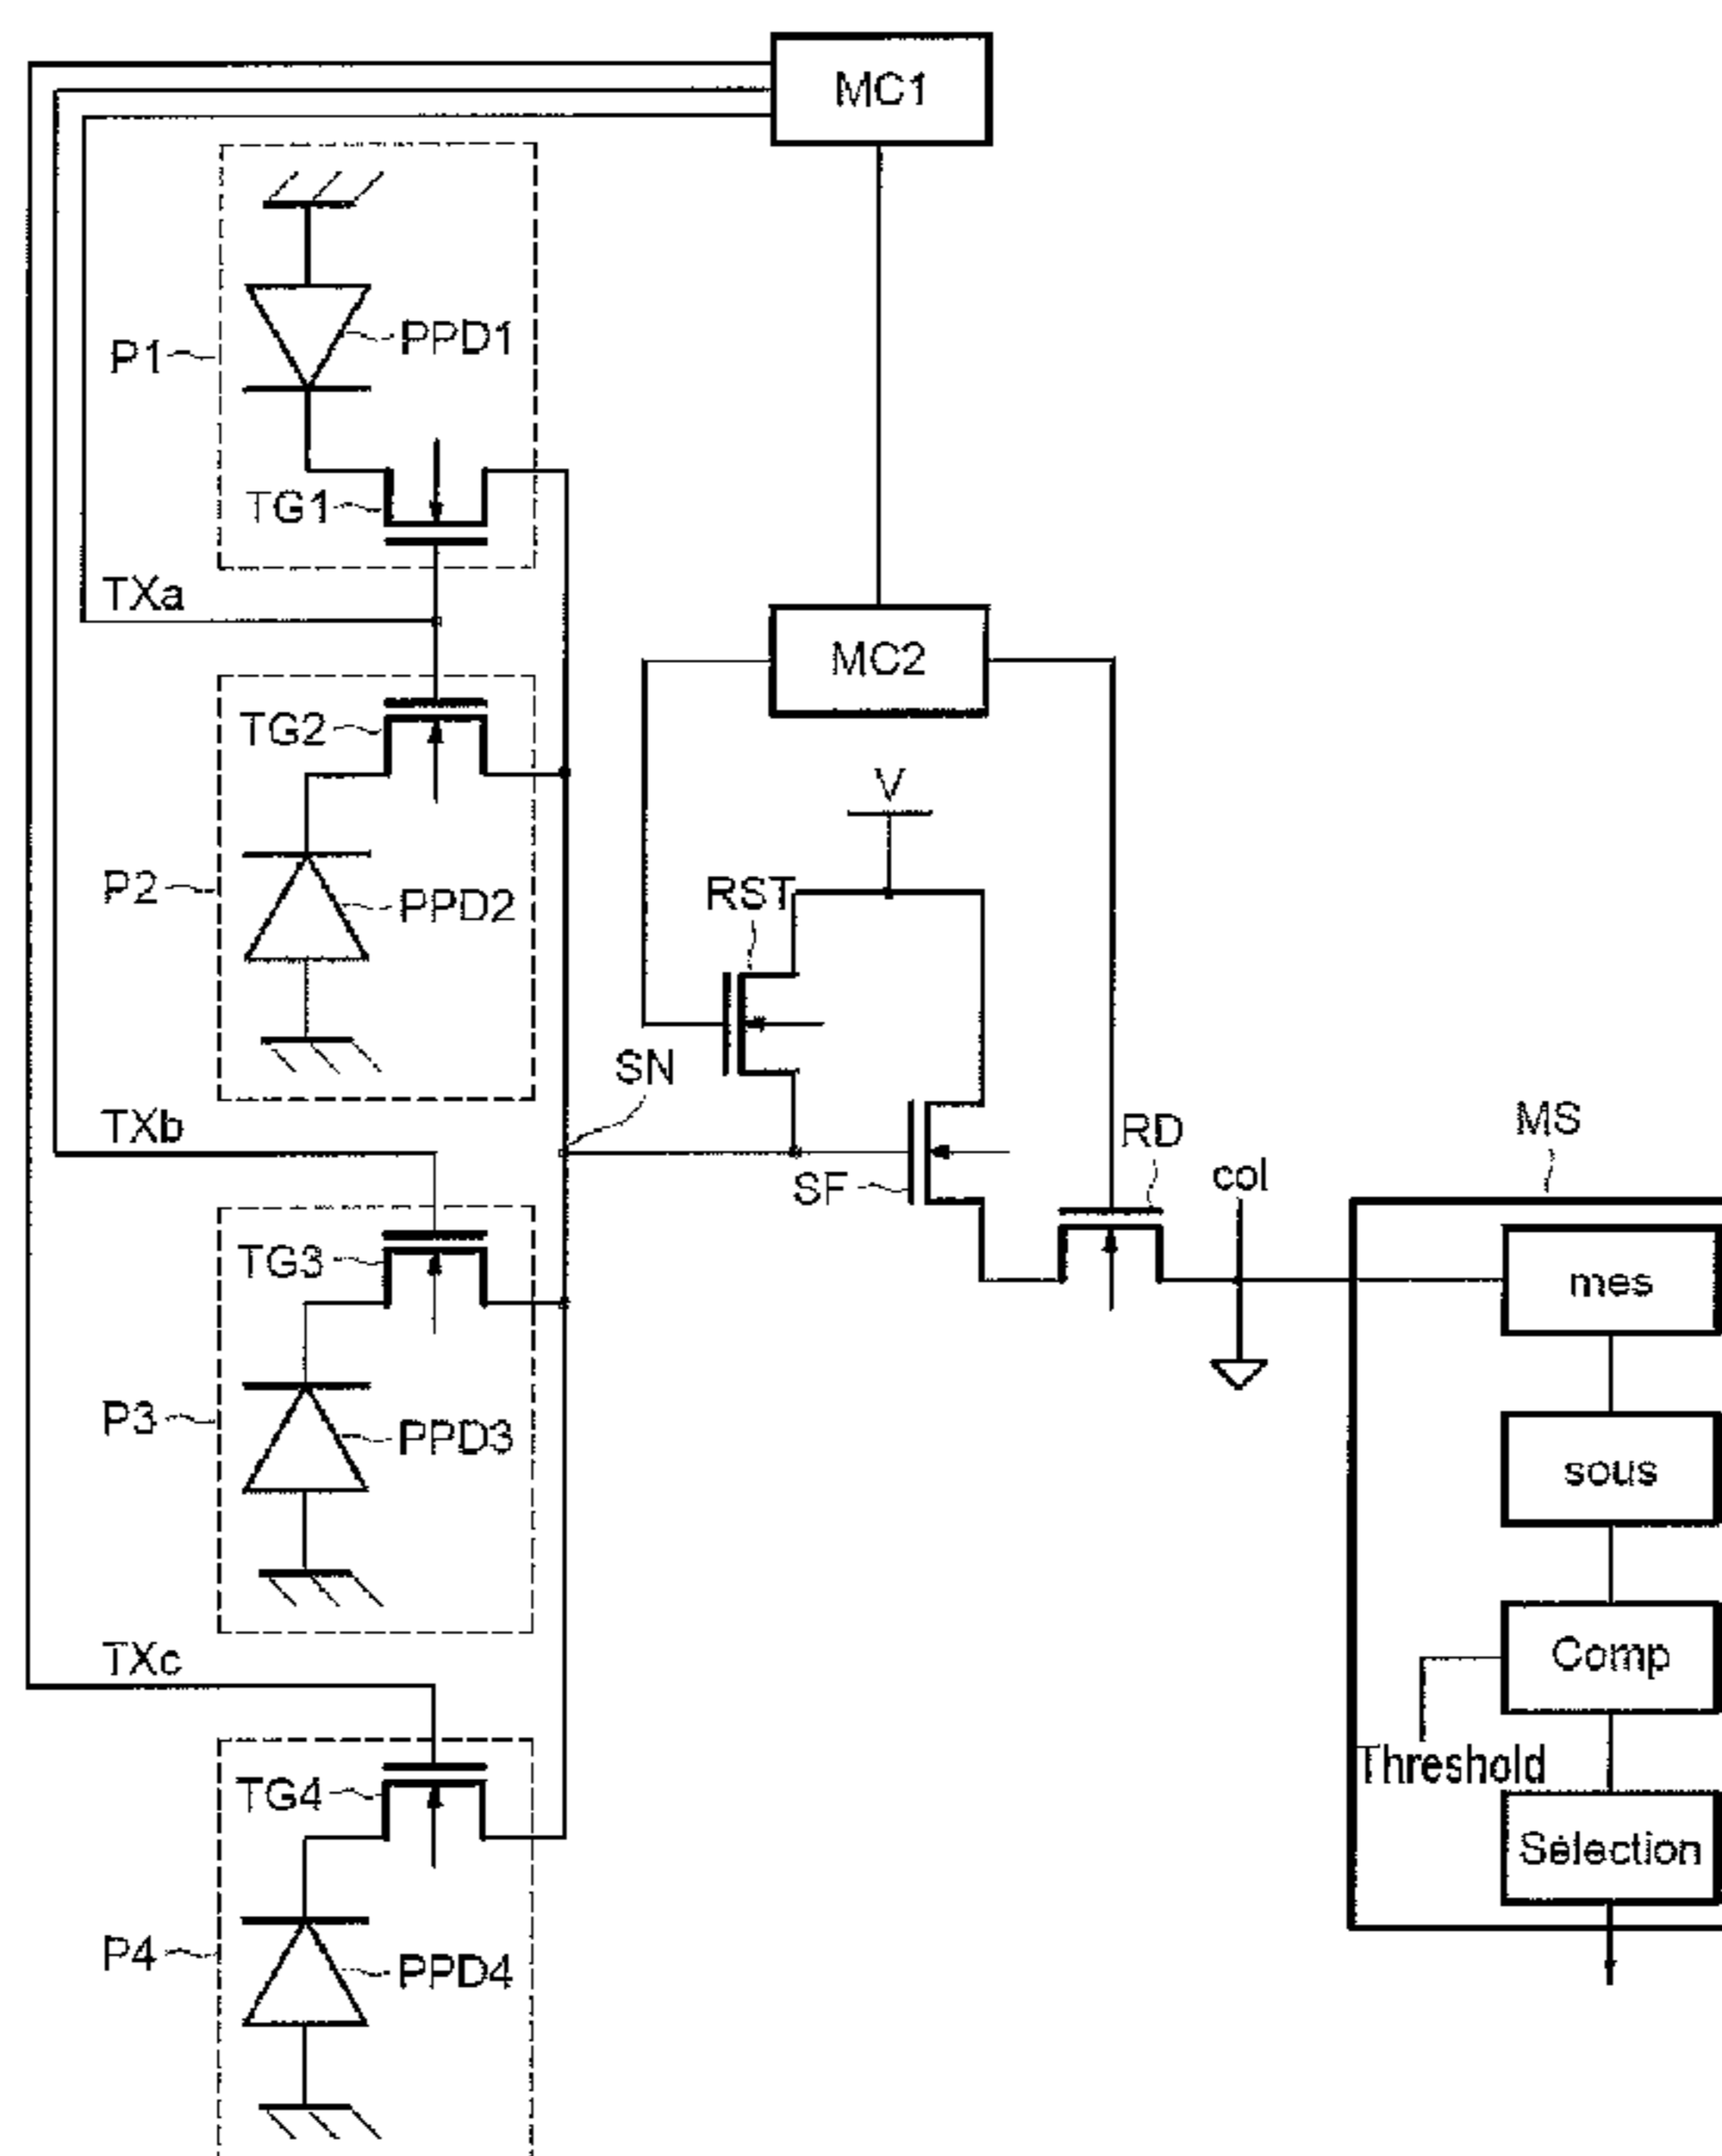 MC1
PPD1
P1
TG1
TXa
MC2
TG2
V
P2
PPD2
RST
SN
TXb
RD
MS
SF
col
TG3
mes
P3
PPD3
sous
TXc
Comp
Threshold
TG4
Sélection
P4
PPD4